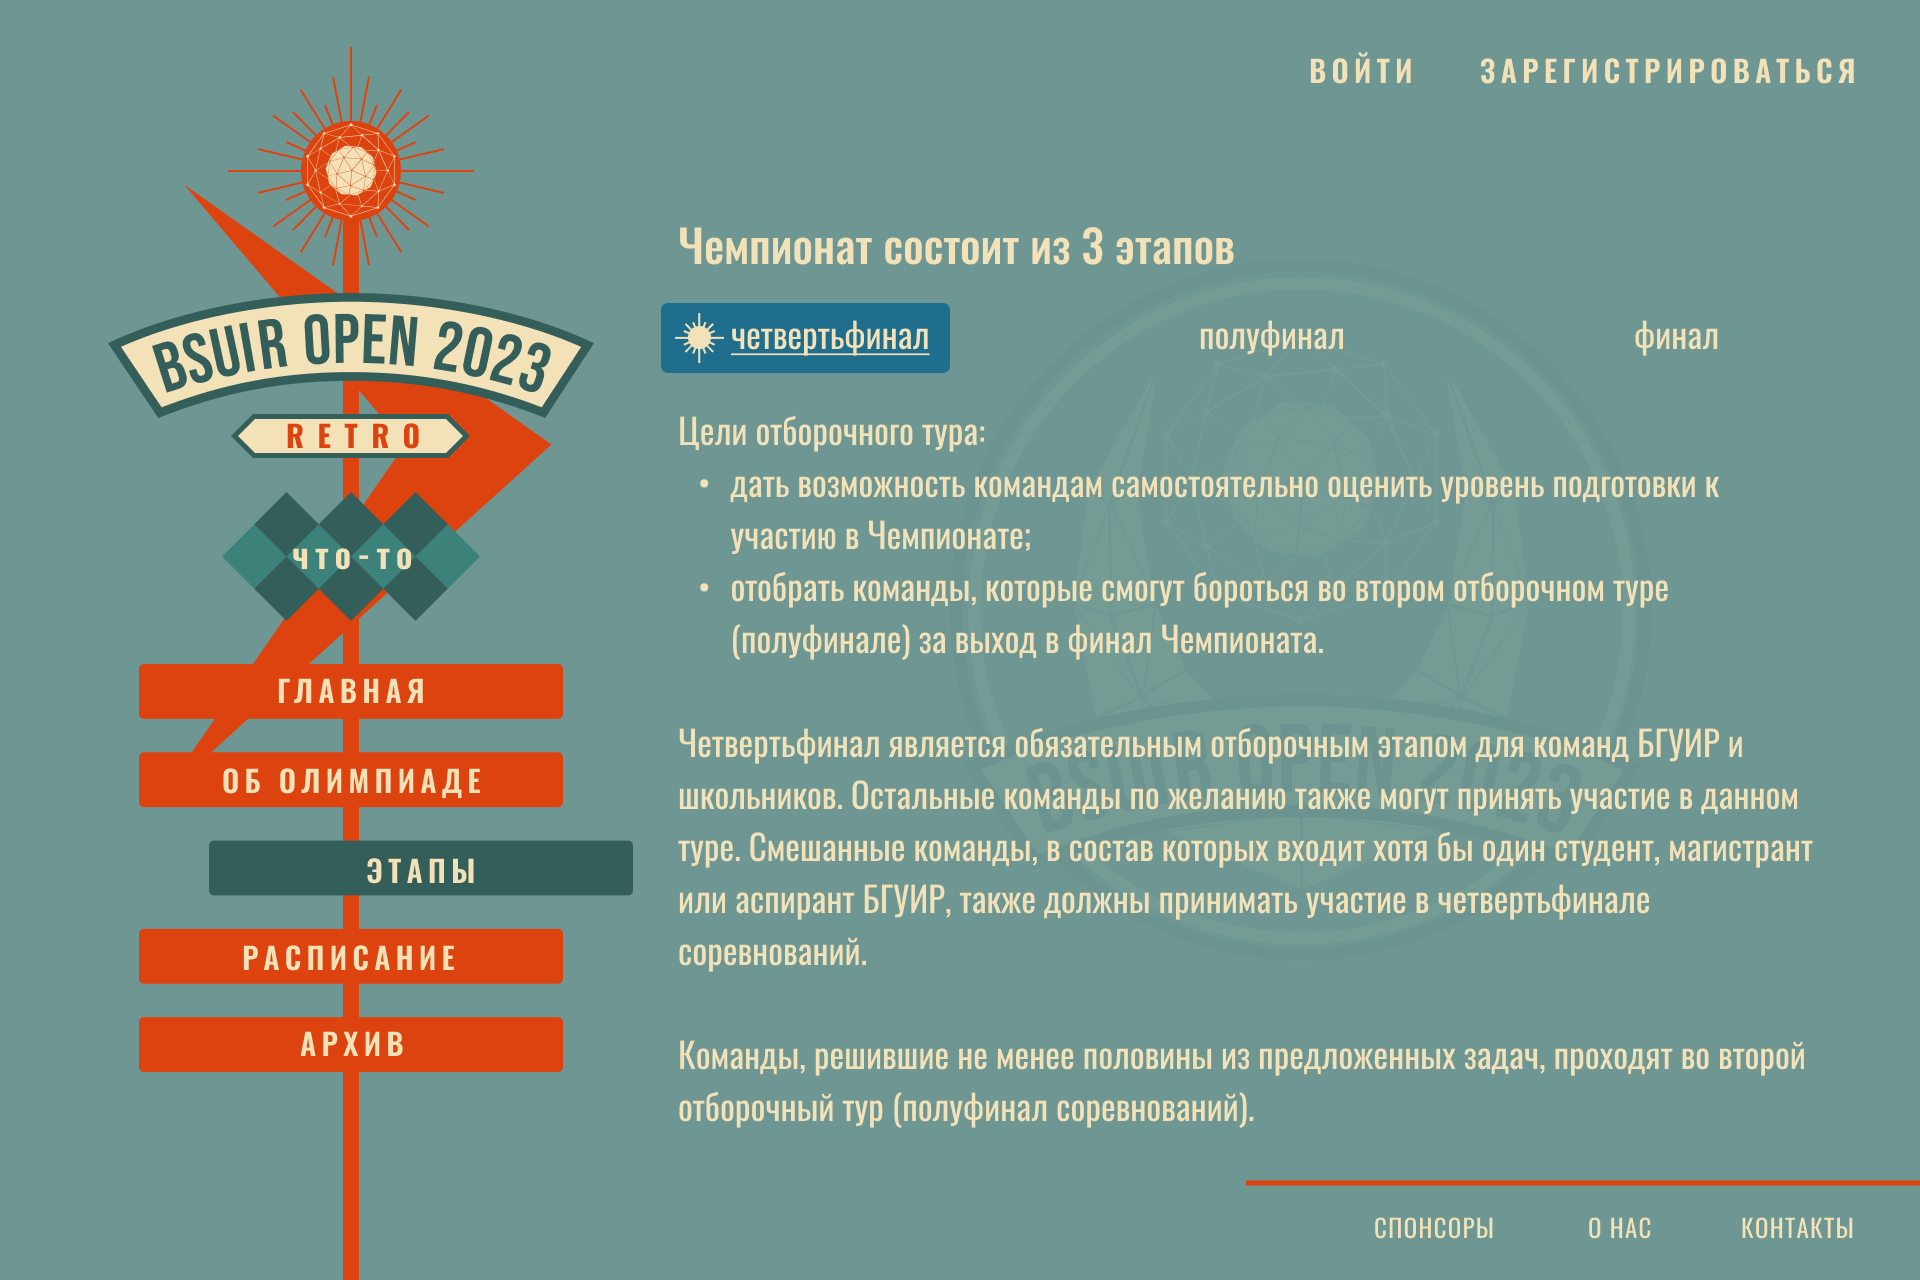 ВОЙТИ ЗАРЕГИСТРИРОВАТЬСЯ
BSUIR OPEN 2023
RETRO
ЧТО-ТО
ГЛАВНАЯ
ОБ ОЛИМПИАДЕ
ЭТАПЫ
РАСПИСАНИЕ
АРХИВ
Чемпионат состоит из 3 этапов
четвертьфинал полуфинал финал
Цели отборочного тура:
• дать возможность командам самостоятельно оценить уровень подготовки к
участию в Чемпионате;
• отобрать команды, которые смогут бороться во втором отборочном туре
(полуфинале) за выход в финал Чемпионата.
Четвертьфинал является обязательным отборочным этапом для команд БГУИР и
школьников. Остальные команды по желанию также могут принять участие в данном
туре. Смешанные команды, в состав которых входит хотя бы один студент, магистрант
или аспирант БГУИР, также должны принимать участие в четвертьфинале
соревнований.
Команды, решившие не менее половины из предложенных задач, проходят во второй
отборочный тур (полуфинал соревнований).
BSUIR OPEN 2023
СПОНСОРЫ О НАС КОНТАКТЫ